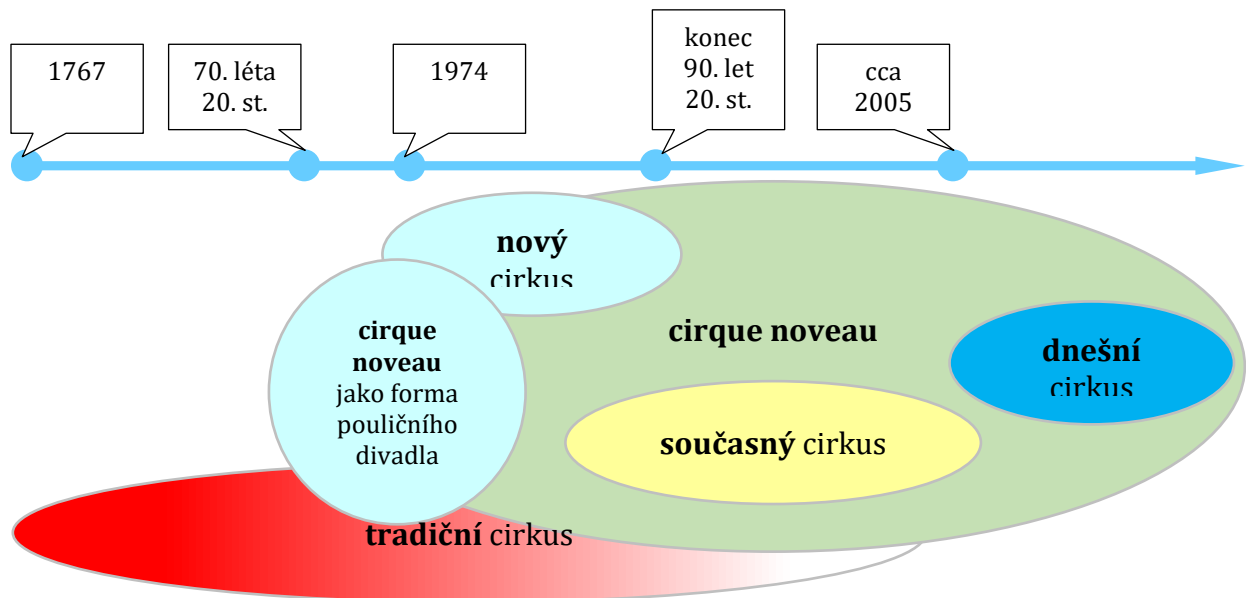 1767
70. léta
20. st.
1974
konec
90. let
20. st.
cca
2005
nový
cirkus
cirque
noveau
jako forma
pouličního
divadla
cirque noveau
dnešní
cirkus
současný cirkus
tradiční cirkus